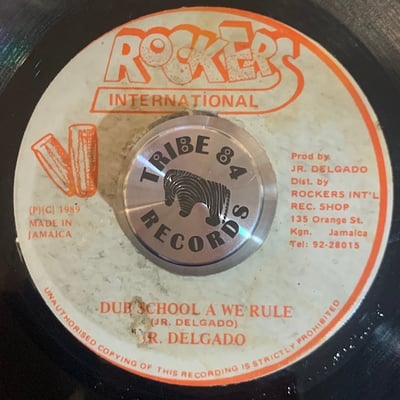 ROCKERS
INTERNATIONAL
TRIBE 84
RECORDS
(P)(C) 1989
MADE IN
JAMAICA
Prod by
JR. DELGADO
Dist. by
ROCKERS INT'L
REC. SHOP
135 Orange St.
Kgn. Jamaica
Tel: 92-28015
DUB SCHOOL A WE RULE
(JR. DELGADO)
JR. DELGADO
UNAUTHORISED COPYING OF THIS RECORDING IS STRICTLY PROHIBITED